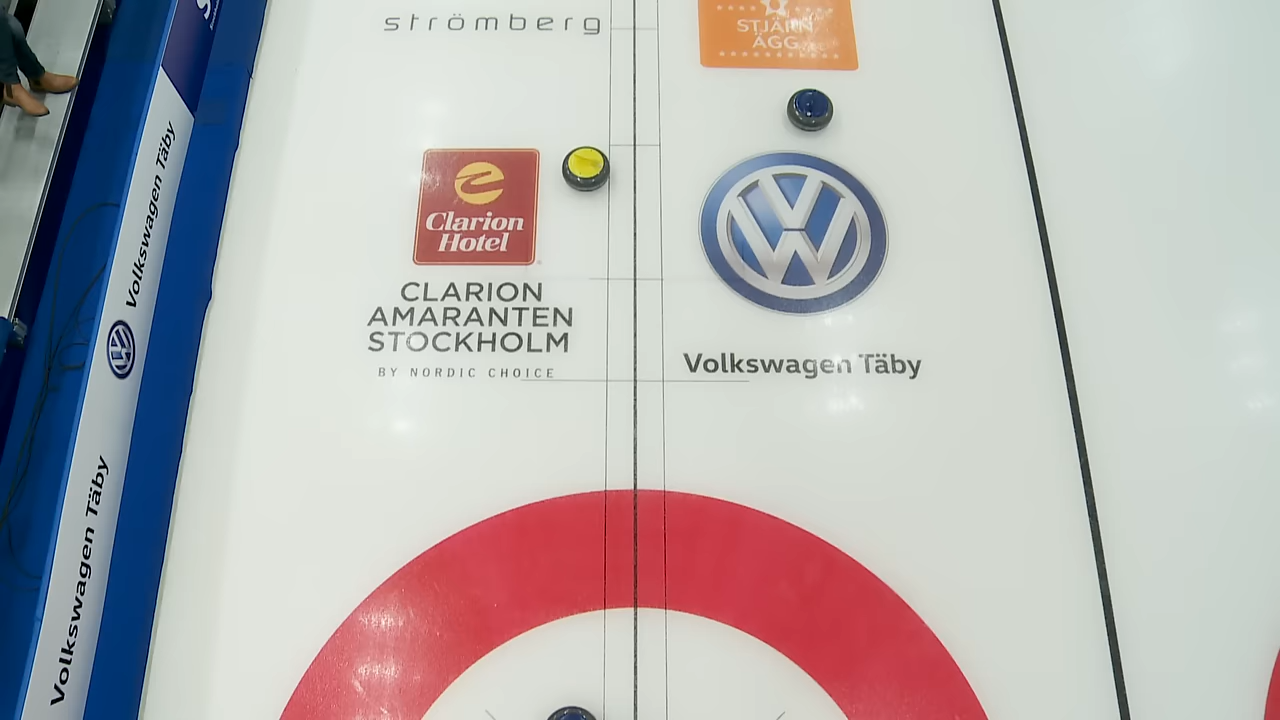 strömberg
STJÄRN
ÄGG
Clarion
Hotel
CLARION
AMARANTEN
STOCKHOLM
BY NORDIC CHOICE
Volkswagen Täby
Volkswagen Täby
Volkswagen Täby